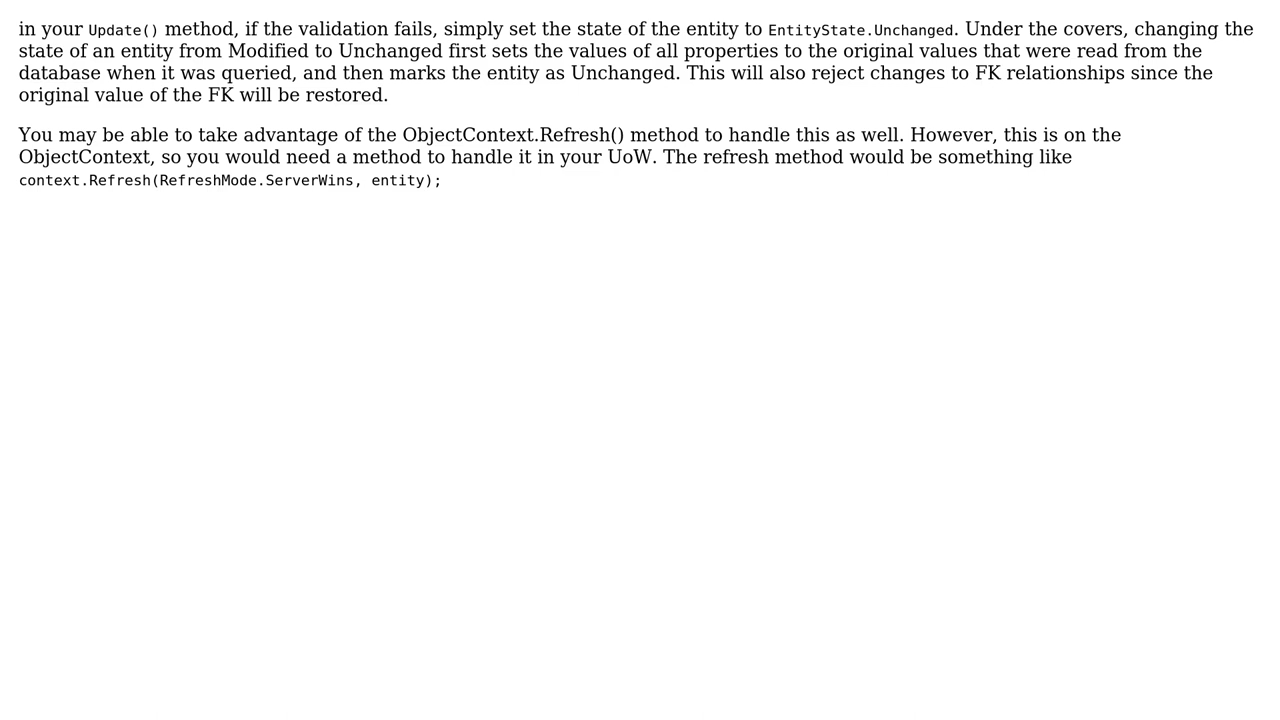 in your Update() method, if the validation fails, simply set the state of the entity to EntityState.Unchanged. Under the covers, changing the
state of an entity from Modified to Unchanged first sets the values of all properties to the original values that were read from the
database when it was queried, and then marks the entity as Unchanged. This will also reject changes to FK relationships since the
original value of the FK will be restored.
You may be able to take advantage of the ObjectContext.Refresh() method to handle this as well. However, this is on the
ObjectContext, so you would need a method to handle it in your UoW. The refresh method would be something like
context.Refresh(RefreshMode.ServerWins, entity);